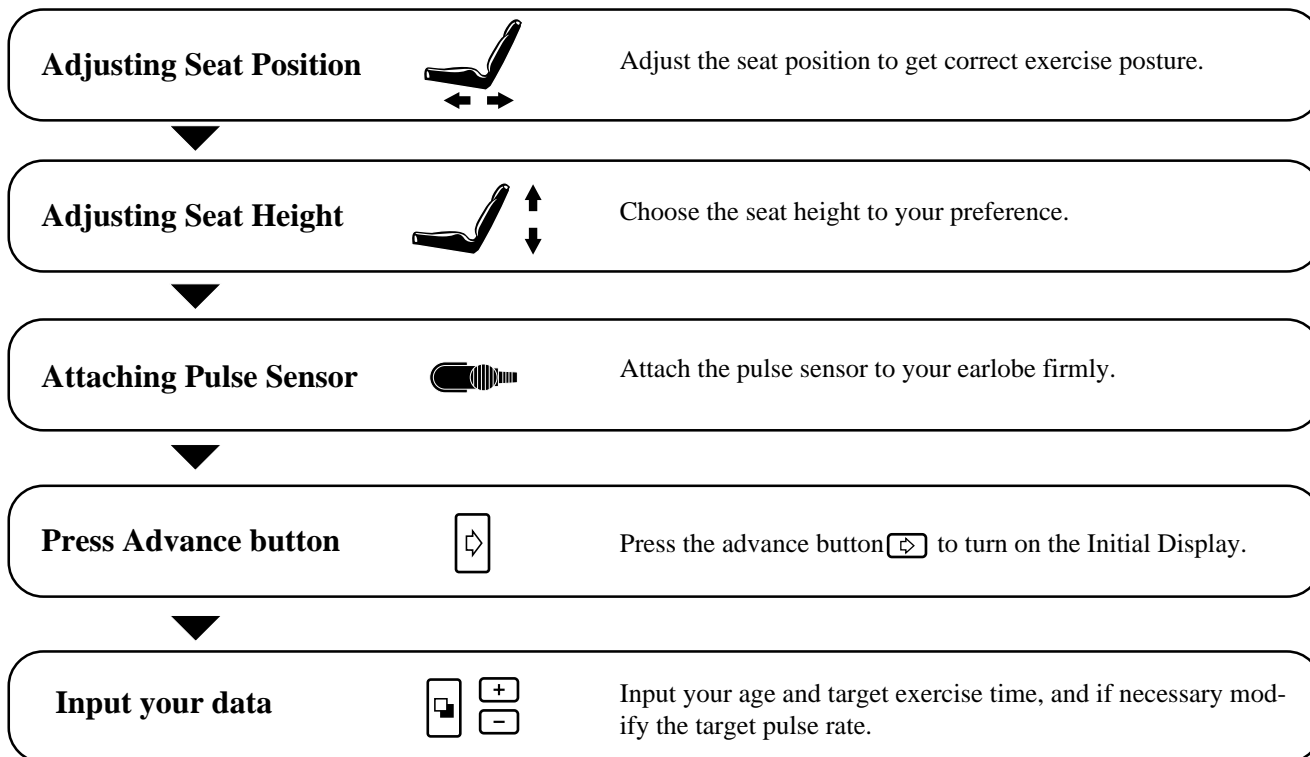 Adjusting Seat Position
Adjust the seat position to get correct exercise posture.
Adjusting Seat Height
Choose the seat height to your preference.
Attaching Pulse Sensor
Attach the pulse sensor to your earlobe firmly.
Press Advance button
Press the advance button to turn on the Initial Display.
Input your data
+
−
Input your age and target exercise time, and if necessary mod-
ify the target pulse rate.